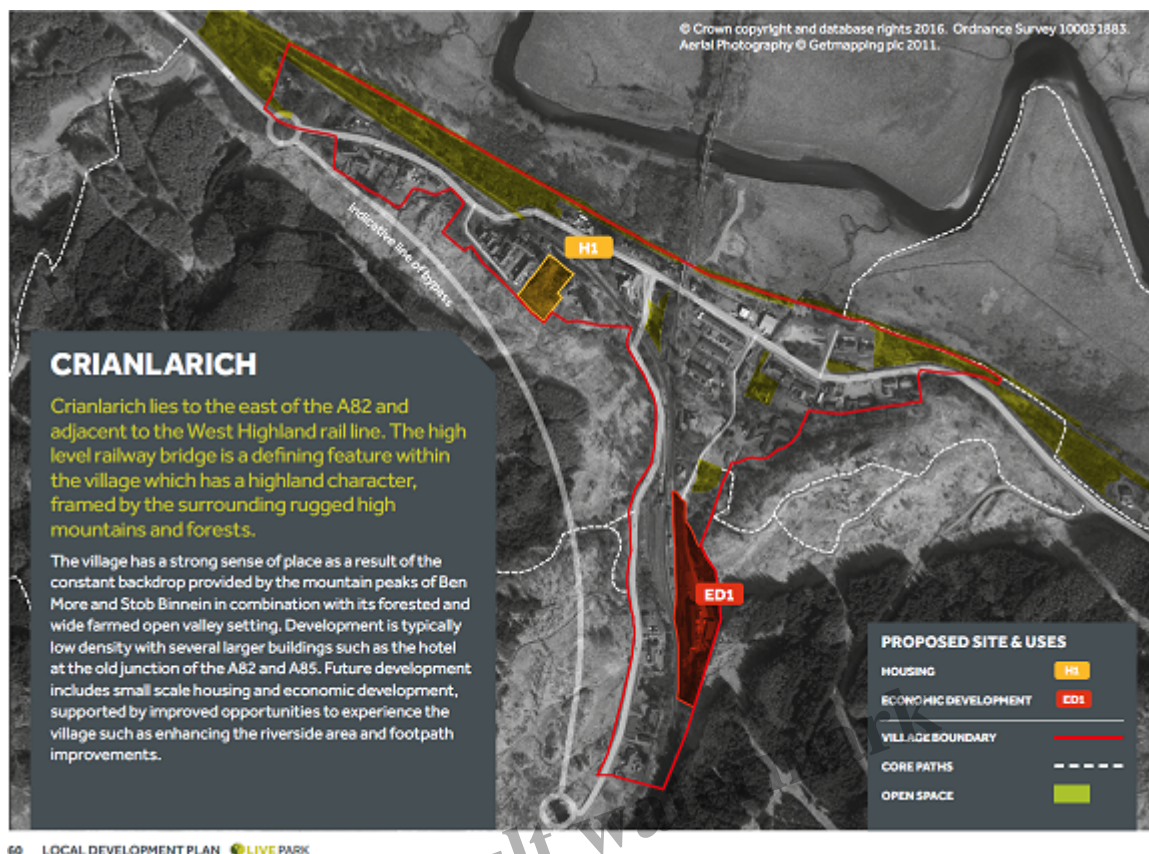 © Crown copyright and database rights 2016. Ordnance Survey 100031883.
Aerial Photography © Getmapping plc 2011.
H1
Indicative line of bypass
CRIANLARICH
Crianlarich lies to the east of the A82 and
adjacent to the West Highland rail line. The high
level railway bridge is a defining feature within
the village which has a highland character,
framed by the surrounding rugged high
mountains and forests.
The village has a strong sense of place as a result of the
constant backdrop provided by the mountain peaks of Ben
More and Stob Binnein in combination with its forested and
wide farmed open valley setting. Development is typically
low density with several larger buildings such as the hotel
at the old junction of the A82 and A85. Future development
includes small scale housing and economic development,
supported by improved opportunities to experience the
village such as enhancing the riverside area and footpath
improvements.
ED1
PROPOSED SITE & USES
HOUSING H1
ECONOMIC DEVELOPMENT ED1
VILLAGE BOUNDARY
CORE PATHS
OPEN SPACE
60 LOCAL DEVELOPMENT PLAN LIVE PARK